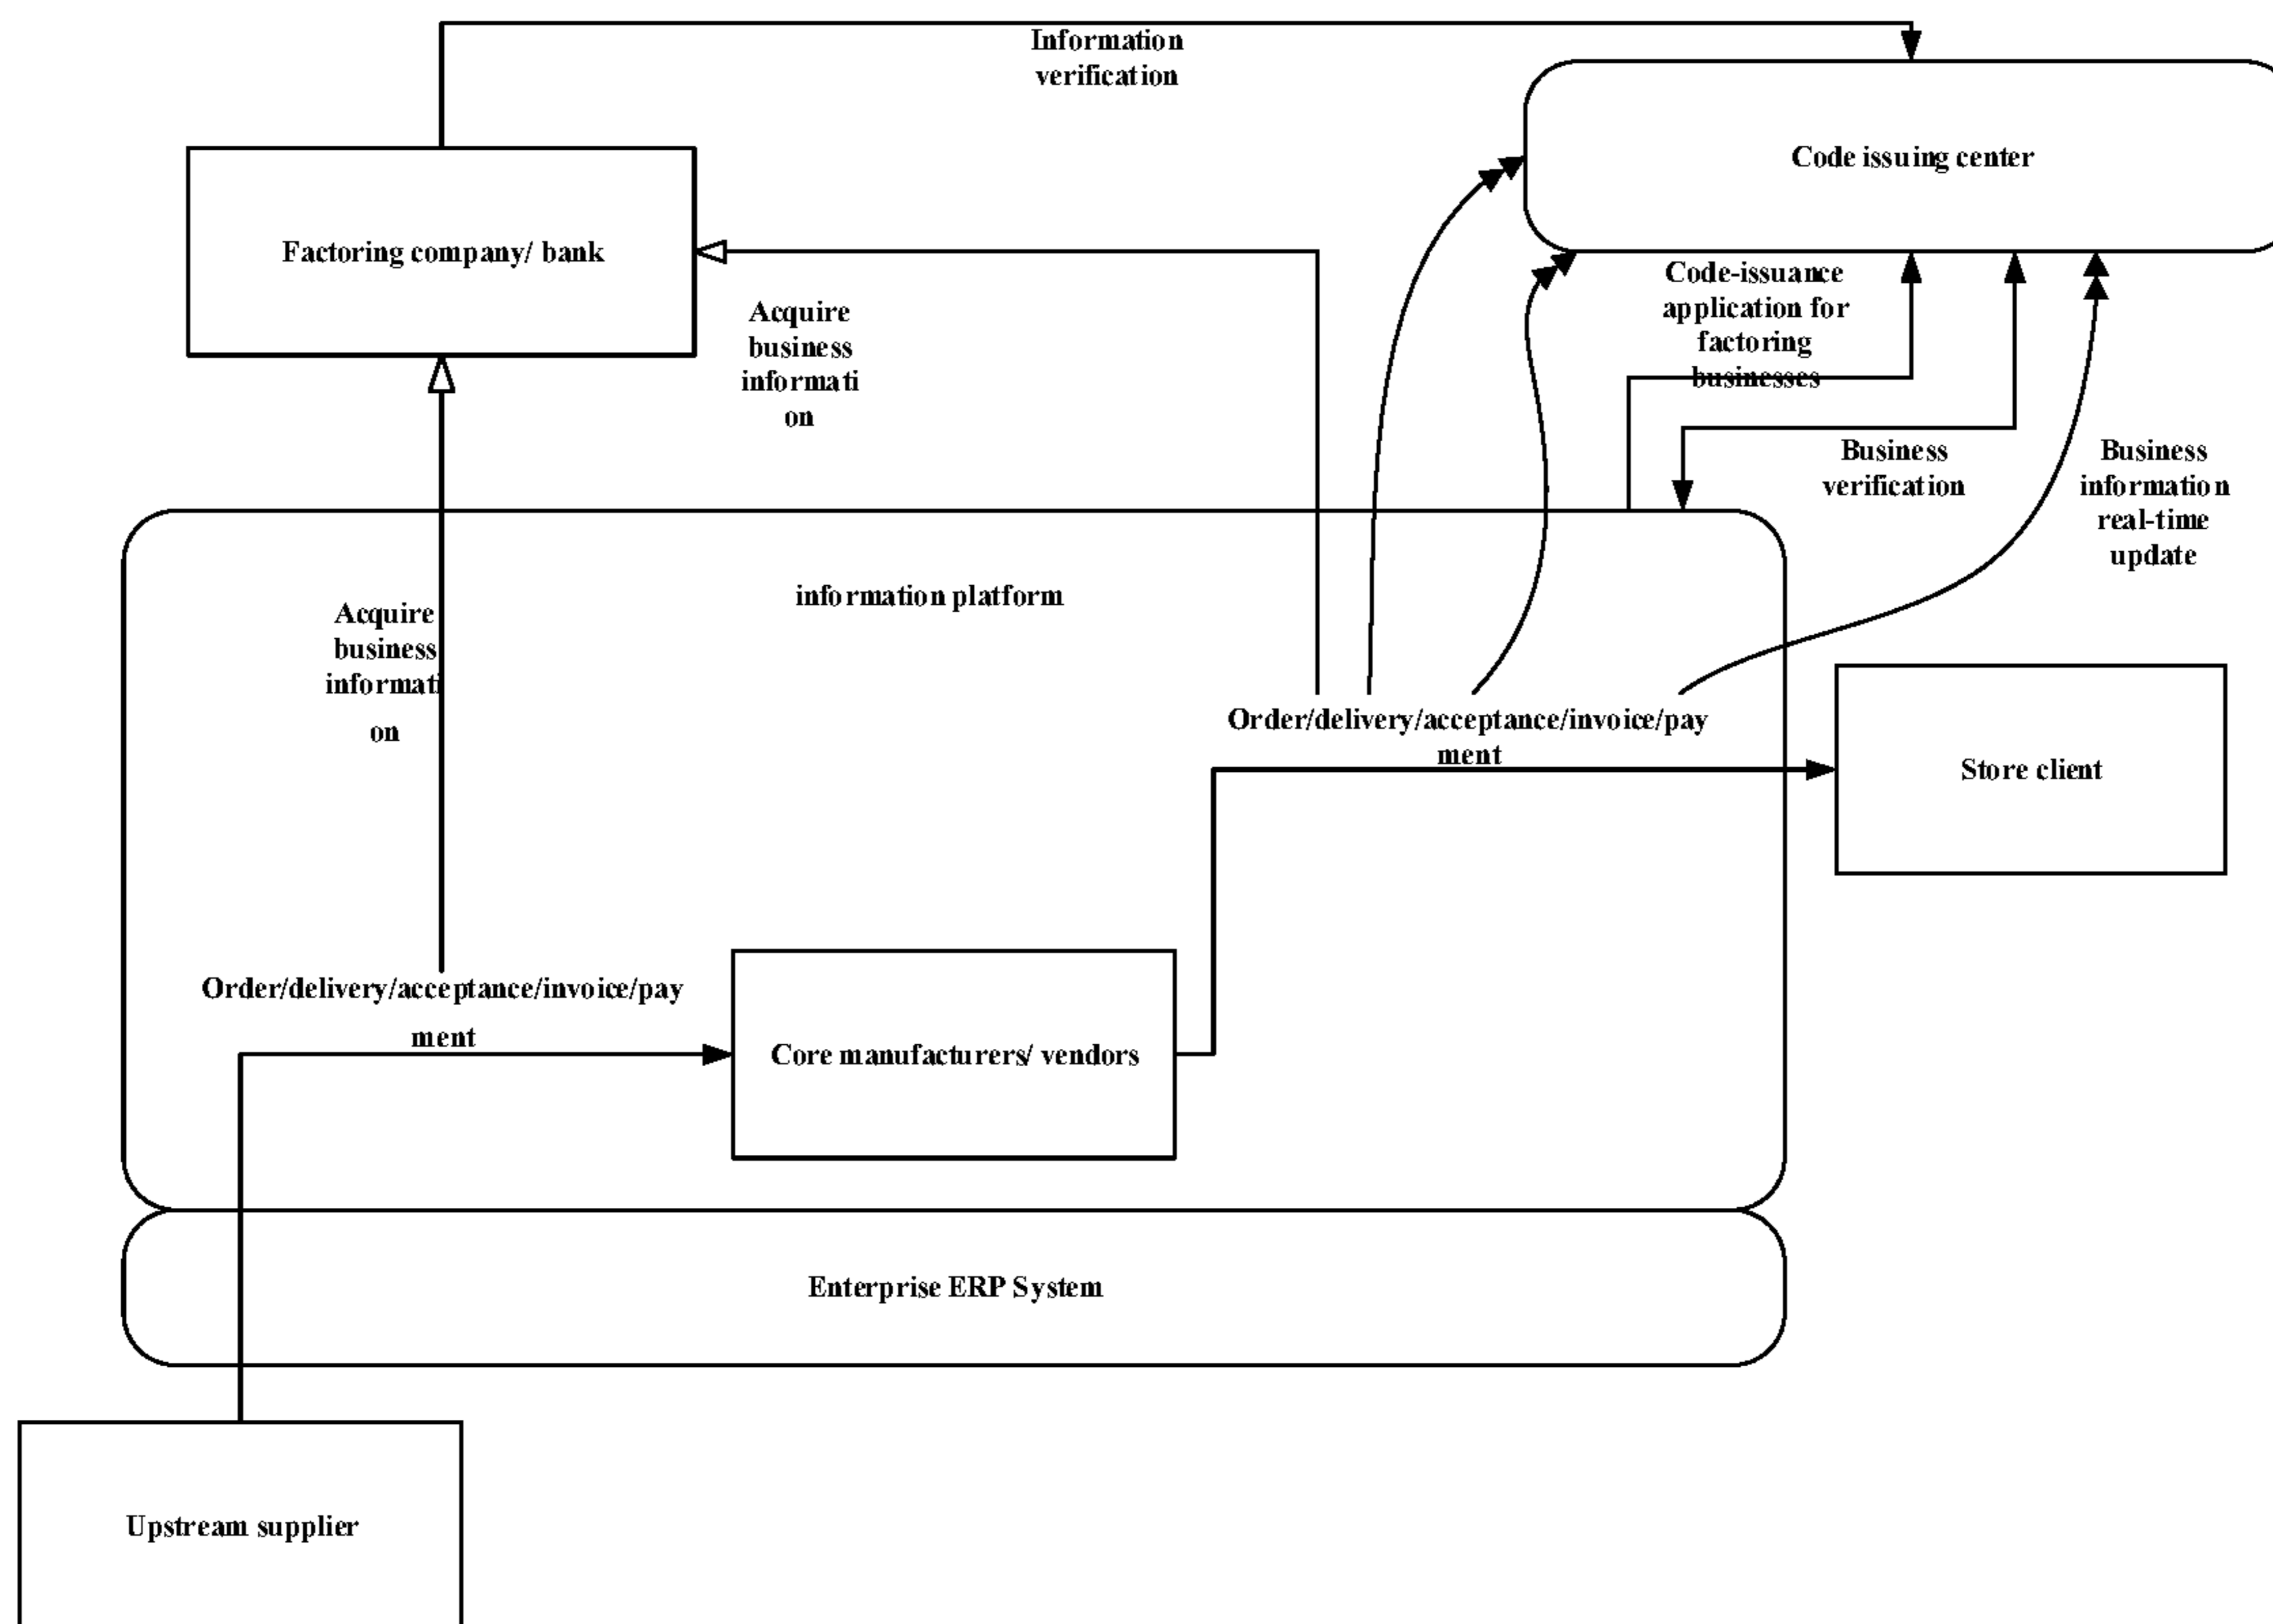 Information
verification
Code issuing center
Factoring company/ bank
Code-issuance
application for
factoring
businesses
Acquire
business
informati
on
Business
verification
Business
information
real-time
update
information platform
Acquire
business
informati
on
Order/delivery/acceptance/invoice/pay
ment
Store client
Order/delivery/acceptance/invoice/pay
ment
Core manufacturers/ vendors
Enterprise ERP System
Upstream supplier